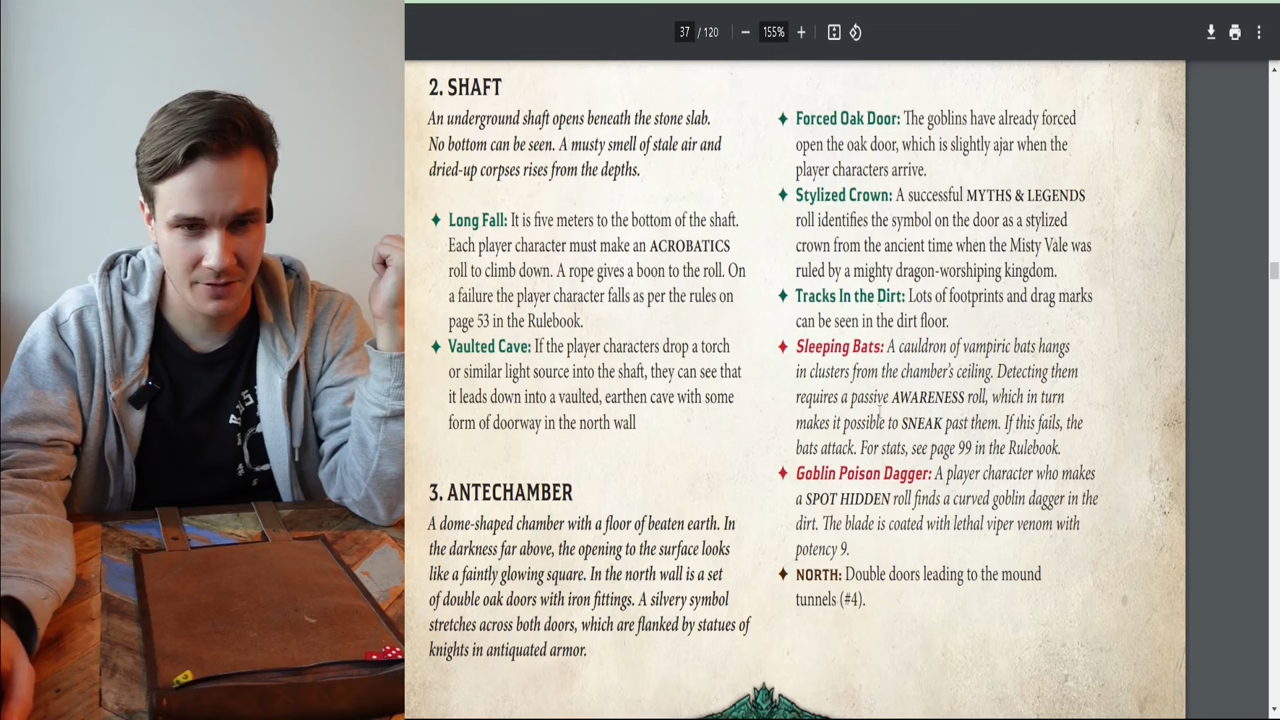 37 / 120
155%
2. SHAFT
An underground shaft opens beneath the stone slab.
No bottom can be seen. A musty smell of stale air and
dried-up corpses rises from the depths.
Long Fall: It is five meters to the bottom of the shaft.
Each player character must make an ACROBATICS
roll to climb down. A rope gives a boon to the roll. On
a failure the player character falls as per the rules on
page 53 in the Rulebook.
Vaulted Cave: If the player characters drop a torch
or similar light source into the shaft, they can see that
it leads down into a vaulted, earthen cave with some
form of doorway in the north wall
3. ANTECHAMBER
A dome-shaped chamber with a floor of beaten earth. In
the darkness far above, the opening to the surface looks
like a faintly glowing square. In the north wall is a set
of double oak doors with iron fittings. A silvery symbol
stretches across both doors, which are flanked by statues of
knights in antiquated armor.
Forced Oak Door: The goblins have already forced
open the oak door, which is slightly ajar when the
player characters arrive.
Stylized Crown: A successful MYTHS & LEGENDS
roll identifies the symbol on the door as a stylized
crown from the ancient time when the Misty Vale was
ruled by a mighty dragon-worshiping kingdom.
Tracks In the Dirt: Lots of footprints and drag marks
can be seen in the dirt floor.
Sleeping Bats: A cauldron of vampiric bats hangs
in clusters from the chamber's ceiling. Detecting them
requires a passive AWARENESS roll, which in turn
makes it possible to SNEAK past them. If this fails, the
bats attack. For stats, see page 99 in the Rulebook.
Goblin Poison Dagger: A player character who makes
a SPOT HIDDEN roll finds a curved goblin dagger in the
dirt. The blade is coated with lethal viper venom with
potency 9.
NORTH: Double doors leading to the mound
tunnels (#4).